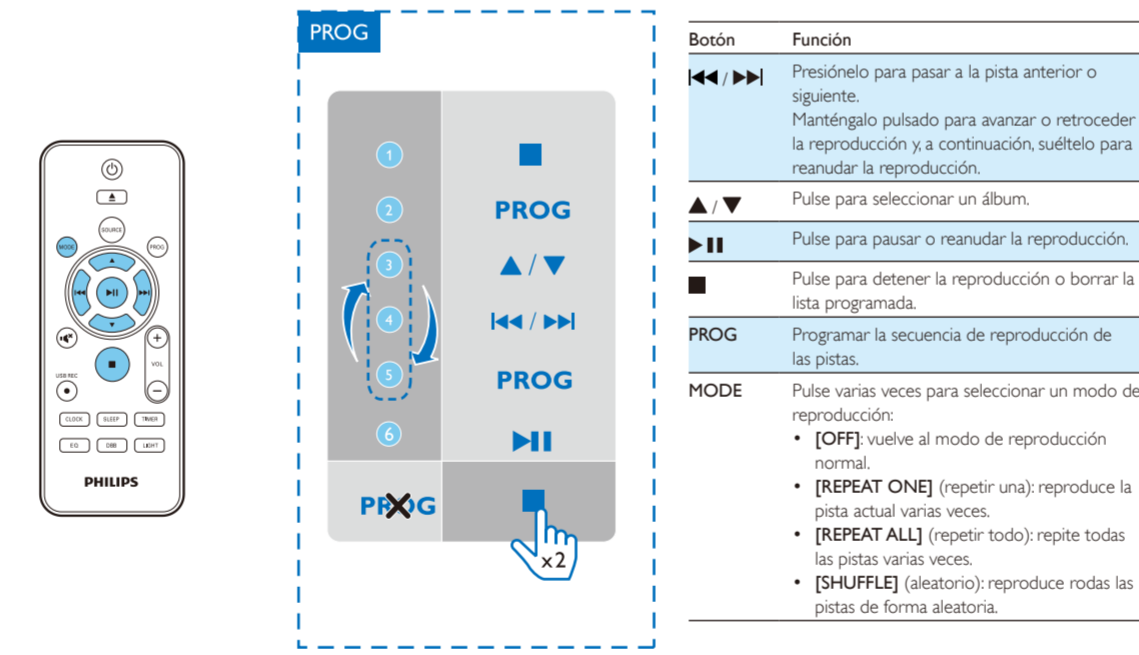 SOURCE
MODE
PROG
USB REC
VOL
CLOCK SLEEP TIMER
EQ DBB LIGHT
PHILIPS
PROG
1
2 PROG
3
4
5 PROG
6
PROG
x2
Botón Función
Presiónelo para pasar a la pista anterior o
siguiente.
Manténgalo pulsado para avanzar o retroceder
la reproducción y, a continuación, suéltelo para
reanudar la reproducción.
Pulse para seleccionar un álbum.
Pulse para pausar o reanudar la reproducción.
Pulse para detener la reproducción o borrar la
lista programada.
PROG Programar la secuencia de reproducción de
las pistas.
MODE Pulse varias veces para seleccionar un modo de
reproducción:
• [OFF]: vuelve al modo de reproducción
normal.
• [REPEAT ONE] (repetir una): reproduce la
pista actual varias veces.
• [REPEAT ALL] (repetir todo): repite todas
las pistas varias veces.
• [SHUFFLE] (aleatorio): reproduce rodas las
pistas de forma aleatoria.